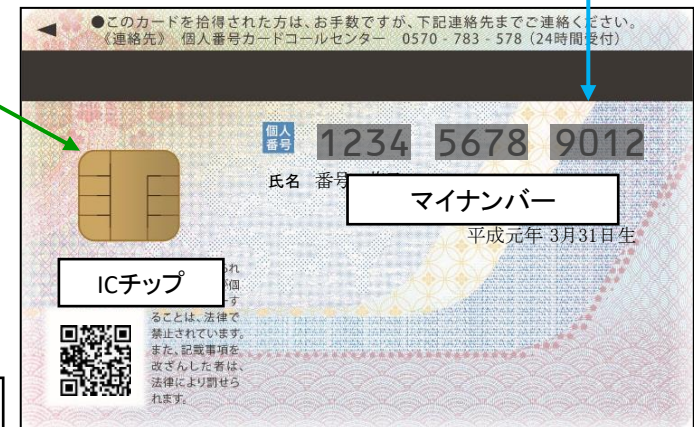 ●このカードを拾得された方は、お手数ですが、下記連絡先までご連絡ください。
《連絡先》 個人番号カードコールセンター 0570-783-578(24時間受付)
個人
番号
1234 5678 9012
氏名 番号
マイナンバー
平成元年 3月31日生
ICチップ
ることは、法律で
禁止されています。
また、記載事項を
改ざんした者は、
法律により罰せら
れます。